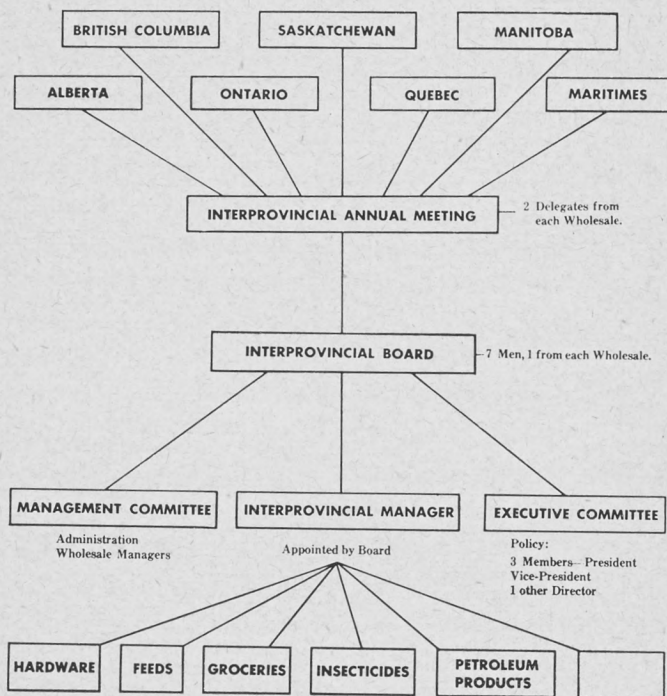 BRITISH COLUMBIA
SASKATCHEWAN
MANITOBA
ALBERTA
ONTARIO
QUEBEC
MARITIMES
INTERPROVINCIAL ANNUAL MEETING
2 Delegates from
each Wholesale.
INTERPROVINCIAL BOARD
7 Men, 1 from each Wholesale.
MANAGEMENT COMMITTEE
Administration
Wholesale Managers
INTERPROVINCIAL MANAGER
Appointed by Board
EXECUTIVE COMMITTEE
Policy:
3 Members— President
Vice-President
1 other Director
HARDWARE
FEEDS
GROCERIES
INSECTICIDES
PETROLEUM
PRODUCTS